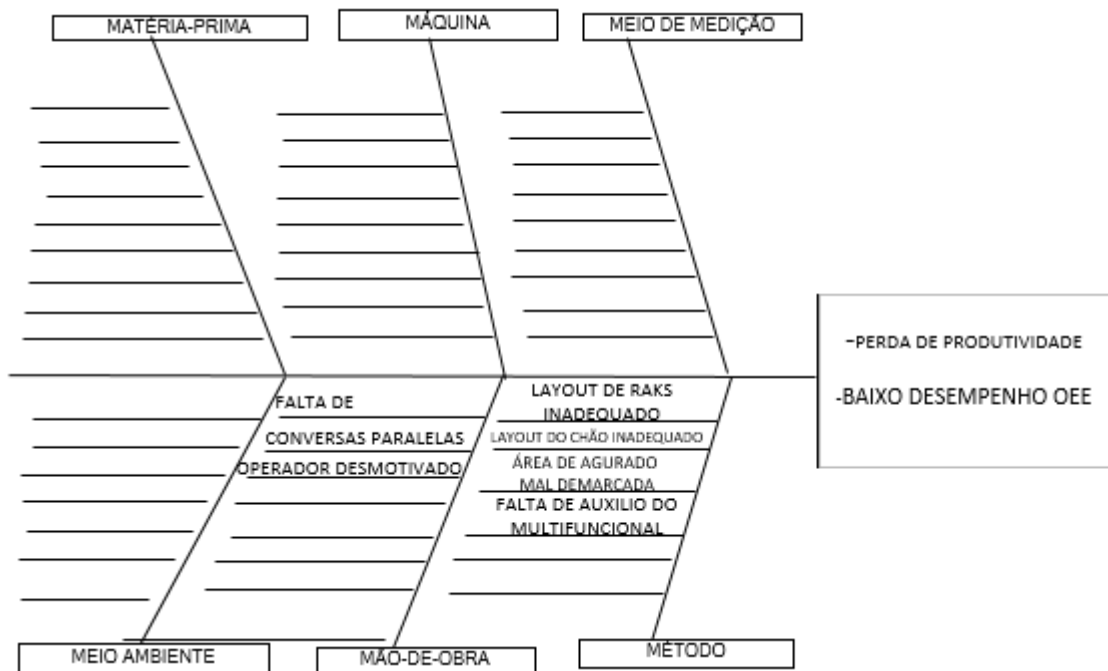 MATÉRIA-PRIMA
MÁQUINA
MEIO DE MEDIÇÃO
-PERDA DE PRODUTIVIDADE
-BAIXO DESEMPENHO OEE
FALTA DE
CONVERSAS PARALELAS
OPERADOR DESMOTIVADO
LAYOUT DE RAKS
INADEQUADO
LAYOUT DO CHÃO INADEQUADO
ÁREA DE AGURADO
MAL DEMARCADA
FALTA DE AUXILIO DO
MULTIFUNCIONAL
MEIO AMBIENTE
MÃO-DE-OBRA
MÉTODO